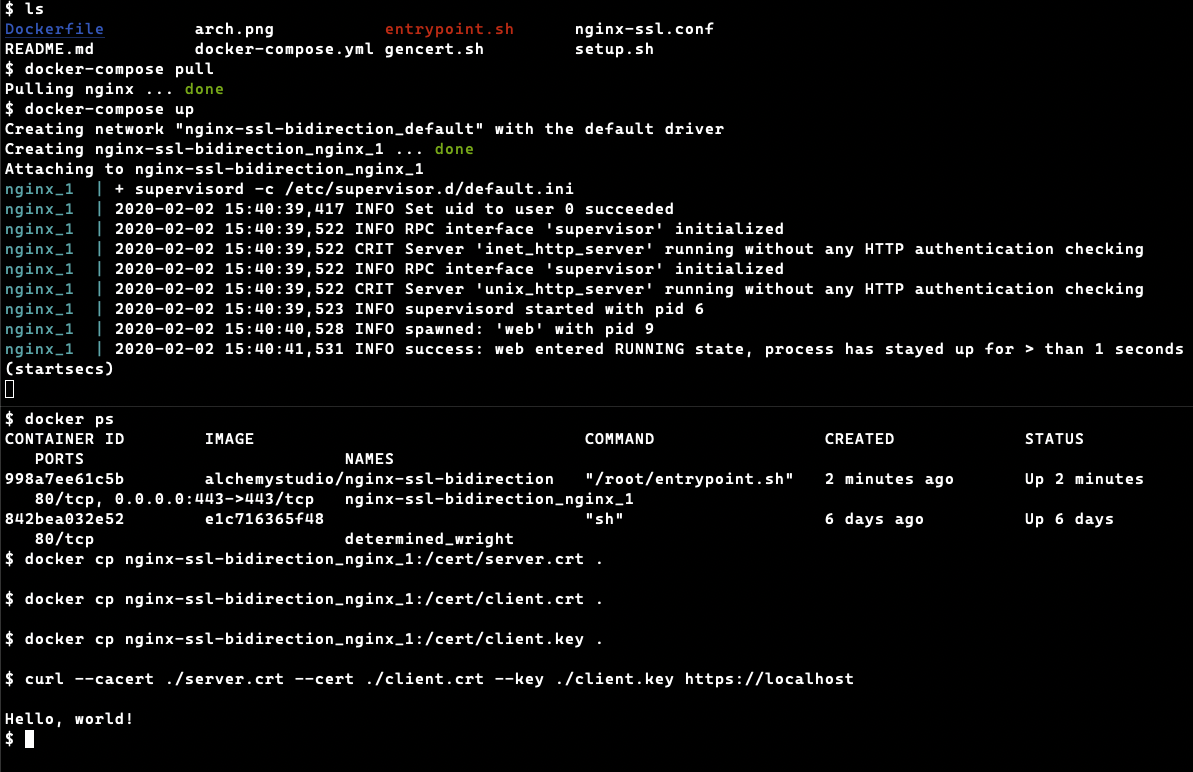 $ ls
Dockerfile         arch.png           entrypoint.sh      nginx-ssl.conf
README.md          docker-compose.yml gencert.sh         setup.sh
$ docker-compose pull
Pulling nginx ... done
$ docker-compose up
Creating network "nginx-ssl-bidirection_default" with the default driver
Creating nginx-ssl-bidirection_nginx_1 ... done
Attaching to nginx-ssl-bidirection_nginx_1
nginx_1  | + supervisord -c /etc/supervisor.d/default.ini
nginx_1  | 2020-02-02 15:40:39,417 INFO Set uid to user 0 succeeded
nginx_1  | 2020-02-02 15:40:39,522 INFO RPC interface 'supervisor' initialized
nginx_1  | 2020-02-02 15:40:39,522 CRIT Server 'inet_http_server' running without any HTTP authentication checking
nginx_1  | 2020-02-02 15:40:39,522 INFO RPC interface 'supervisor' initialized
nginx_1  | 2020-02-02 15:40:39,522 CRIT Server 'unix_http_server' running without any HTTP authentication checking
nginx_1  | 2020-02-02 15:40:39,523 INFO supervisord started with pid 6
nginx_1  | 2020-02-02 15:40:40,528 INFO spawned: 'web' with pid 9
nginx_1  | 2020-02-02 15:40:41,531 INFO success: web entered RUNNING state, process has stayed up for > than 1 seconds
(startsecs)
$ docker ps
CONTAINER ID        IMAGE                                 COMMAND                 CREATED             STATUS
   PORTS                          NAMES
998a7ee61c5b        alchemystudio/nginx-ssl-bidirection   "/root/entrypoint.sh"   2 minutes ago       Up 2 minutes
   80/tcp, 0.0.0.0:443->443/tcp   nginx-ssl-bidirection_nginx_1
842bea032e52        e1c716365f48                          "sh"                    6 days ago          Up 6 days
   80/tcp                         determined_wright
$ docker cp nginx-ssl-bidirection_nginx_1:/cert/server.crt .
$ docker cp nginx-ssl-bidirection_nginx_1:/cert/client.crt .
$ docker cp nginx-ssl-bidirection_nginx_1:/cert/client.key .
$ curl --cacert ./server.crt --cert ./client.crt --key ./client.key https://localhost
Hello, world!
$